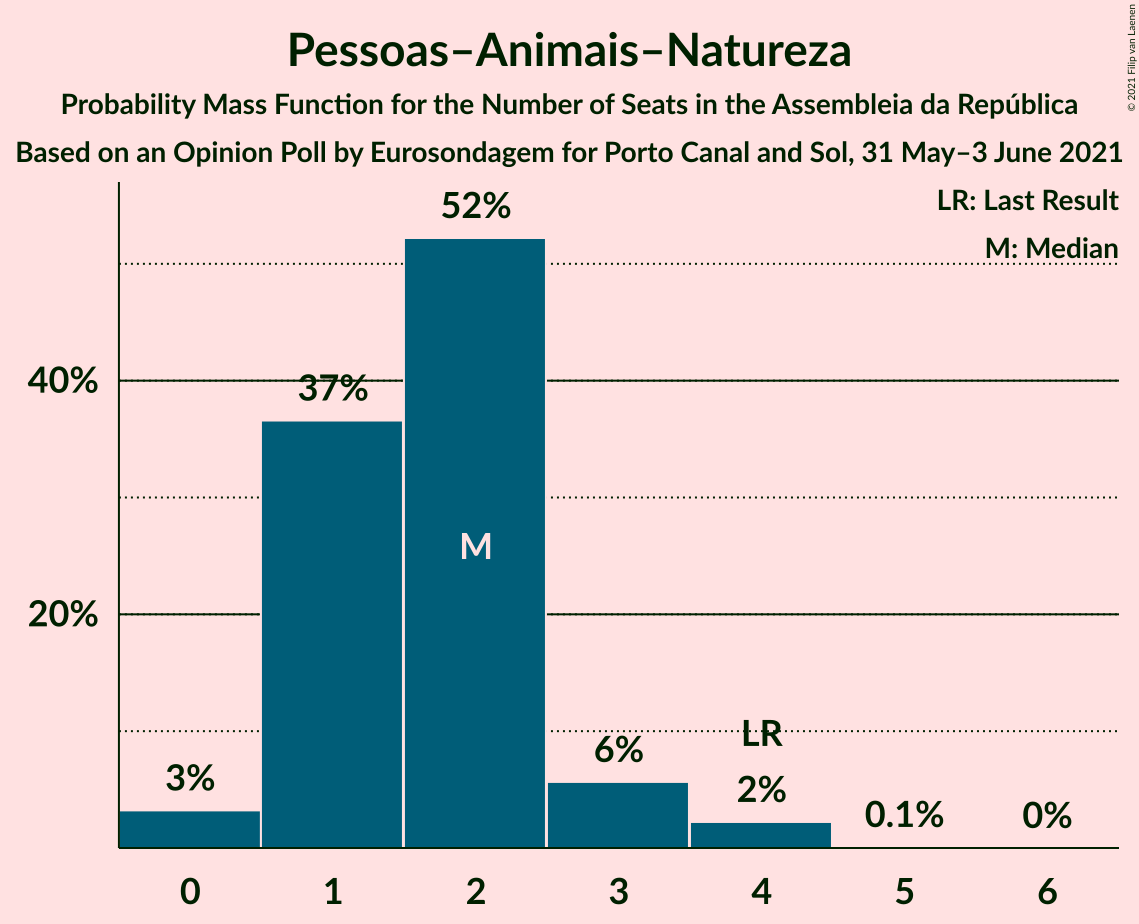 Pessoas–Animais–Natureza
Probability Mass Function for the Number of Seats in the Assembleia da República
Based on an Opinion Poll by Eurosondagem for Porto Canal and Sol, 31 May–3 June 2021
© 2021 Filip van Laenen
LR: Last Result
M: Median
52%
40%
37%
M
20%
LR
6%
3%
2%
0.1%
0%
0 1 2 3 4 5 6